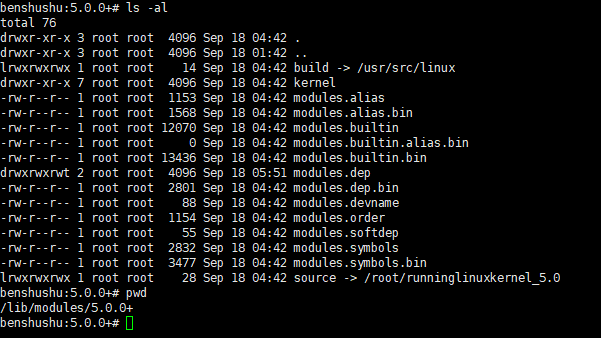 benshushu:5.0.0+# ls -al
total 76
drwxr-xr-x 3 root root  4096 Sep 18 04:42 .
drwxr-xr-x 3 root root  4096 Sep 18 01:42 ..
lrwxrwxrwx 1 root root    14 Sep 18 04:42 build -> /usr/src/linux
drwxr-xr-x 7 root root  4096 Sep 18 04:42 kernel
-rw-r--r-- 1 root root  1153 Sep 18 04:42 modules.alias
-rw-r--r-- 1 root root  1568 Sep 18 04:42 modules.alias.bin
-rw-r--r-- 1 root root 12070 Sep 18 04:42 modules.builtin
-rw-r--r-- 1 root root     0 Sep 18 04:42 modules.builtin.alias.bin
-rw-r--r-- 1 root root 13436 Sep 18 04:42 modules.builtin.bin
drwxrwxrwt 2 root root  4096 Sep 18 05:51 modules.dep
-rw-r--r-- 1 root root  2801 Sep 18 04:42 modules.dep.bin
-rw-r--r-- 1 root root    88 Sep 18 04:42 modules.devname
-rw-r--r-- 1 root root  1154 Sep 18 04:42 modules.order
-rw-r--r-- 1 root root    55 Sep 18 04:42 modules.softdep
-rw-r--r-- 1 root root  2832 Sep 18 04:42 modules.symbols
-rw-r--r-- 1 root root  3477 Sep 18 04:42 modules.symbols.bin
lrwxrwxrwx 1 root root    28 Sep 18 04:42 source -> /root/runninglinuxkernel_5.0
benshushu:5.0.0+# pwd
/lib/modules/5.0.0+
benshushu:5.0.0+#